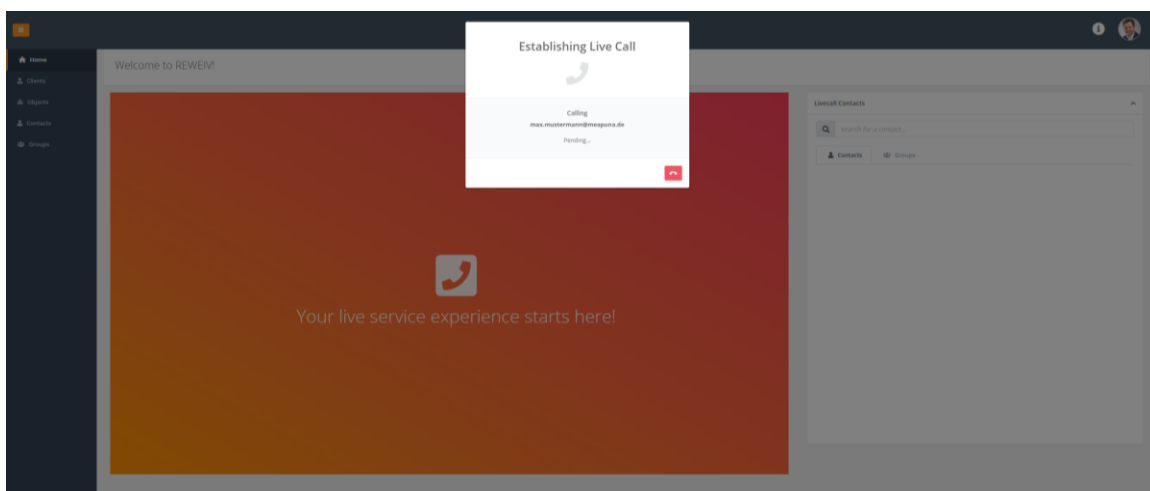 Establishing Live Call
Home
Welcome to REWEIV!
Clients
Objects
Contacts
Groups
Calling
max.mustermann@meapuna.de
Pending...
Livecall Contacts
search for a contact...
Contacts
Groups
Your live service experience starts here!